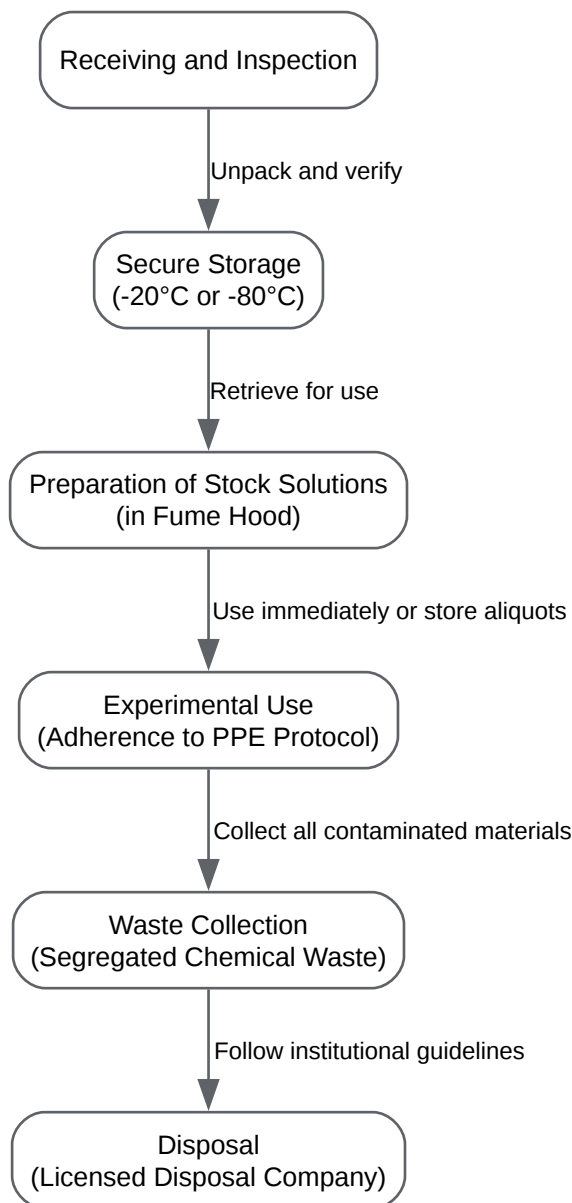 Receiving and Inspection
Unpack and verify
Secure Storage
(-20°C or -80°C)
Retrieve for use
Preparation of Stock Solutions
(in Fume Hood)
Use immediately or store aliquots
Experimental Use
(Adherence to PPE Protocol)
Collect all contaminated materials
Waste Collection
(Segregated Chemical Waste)
Follow institutional guidelines
Disposal
(Licensed Disposal Company)